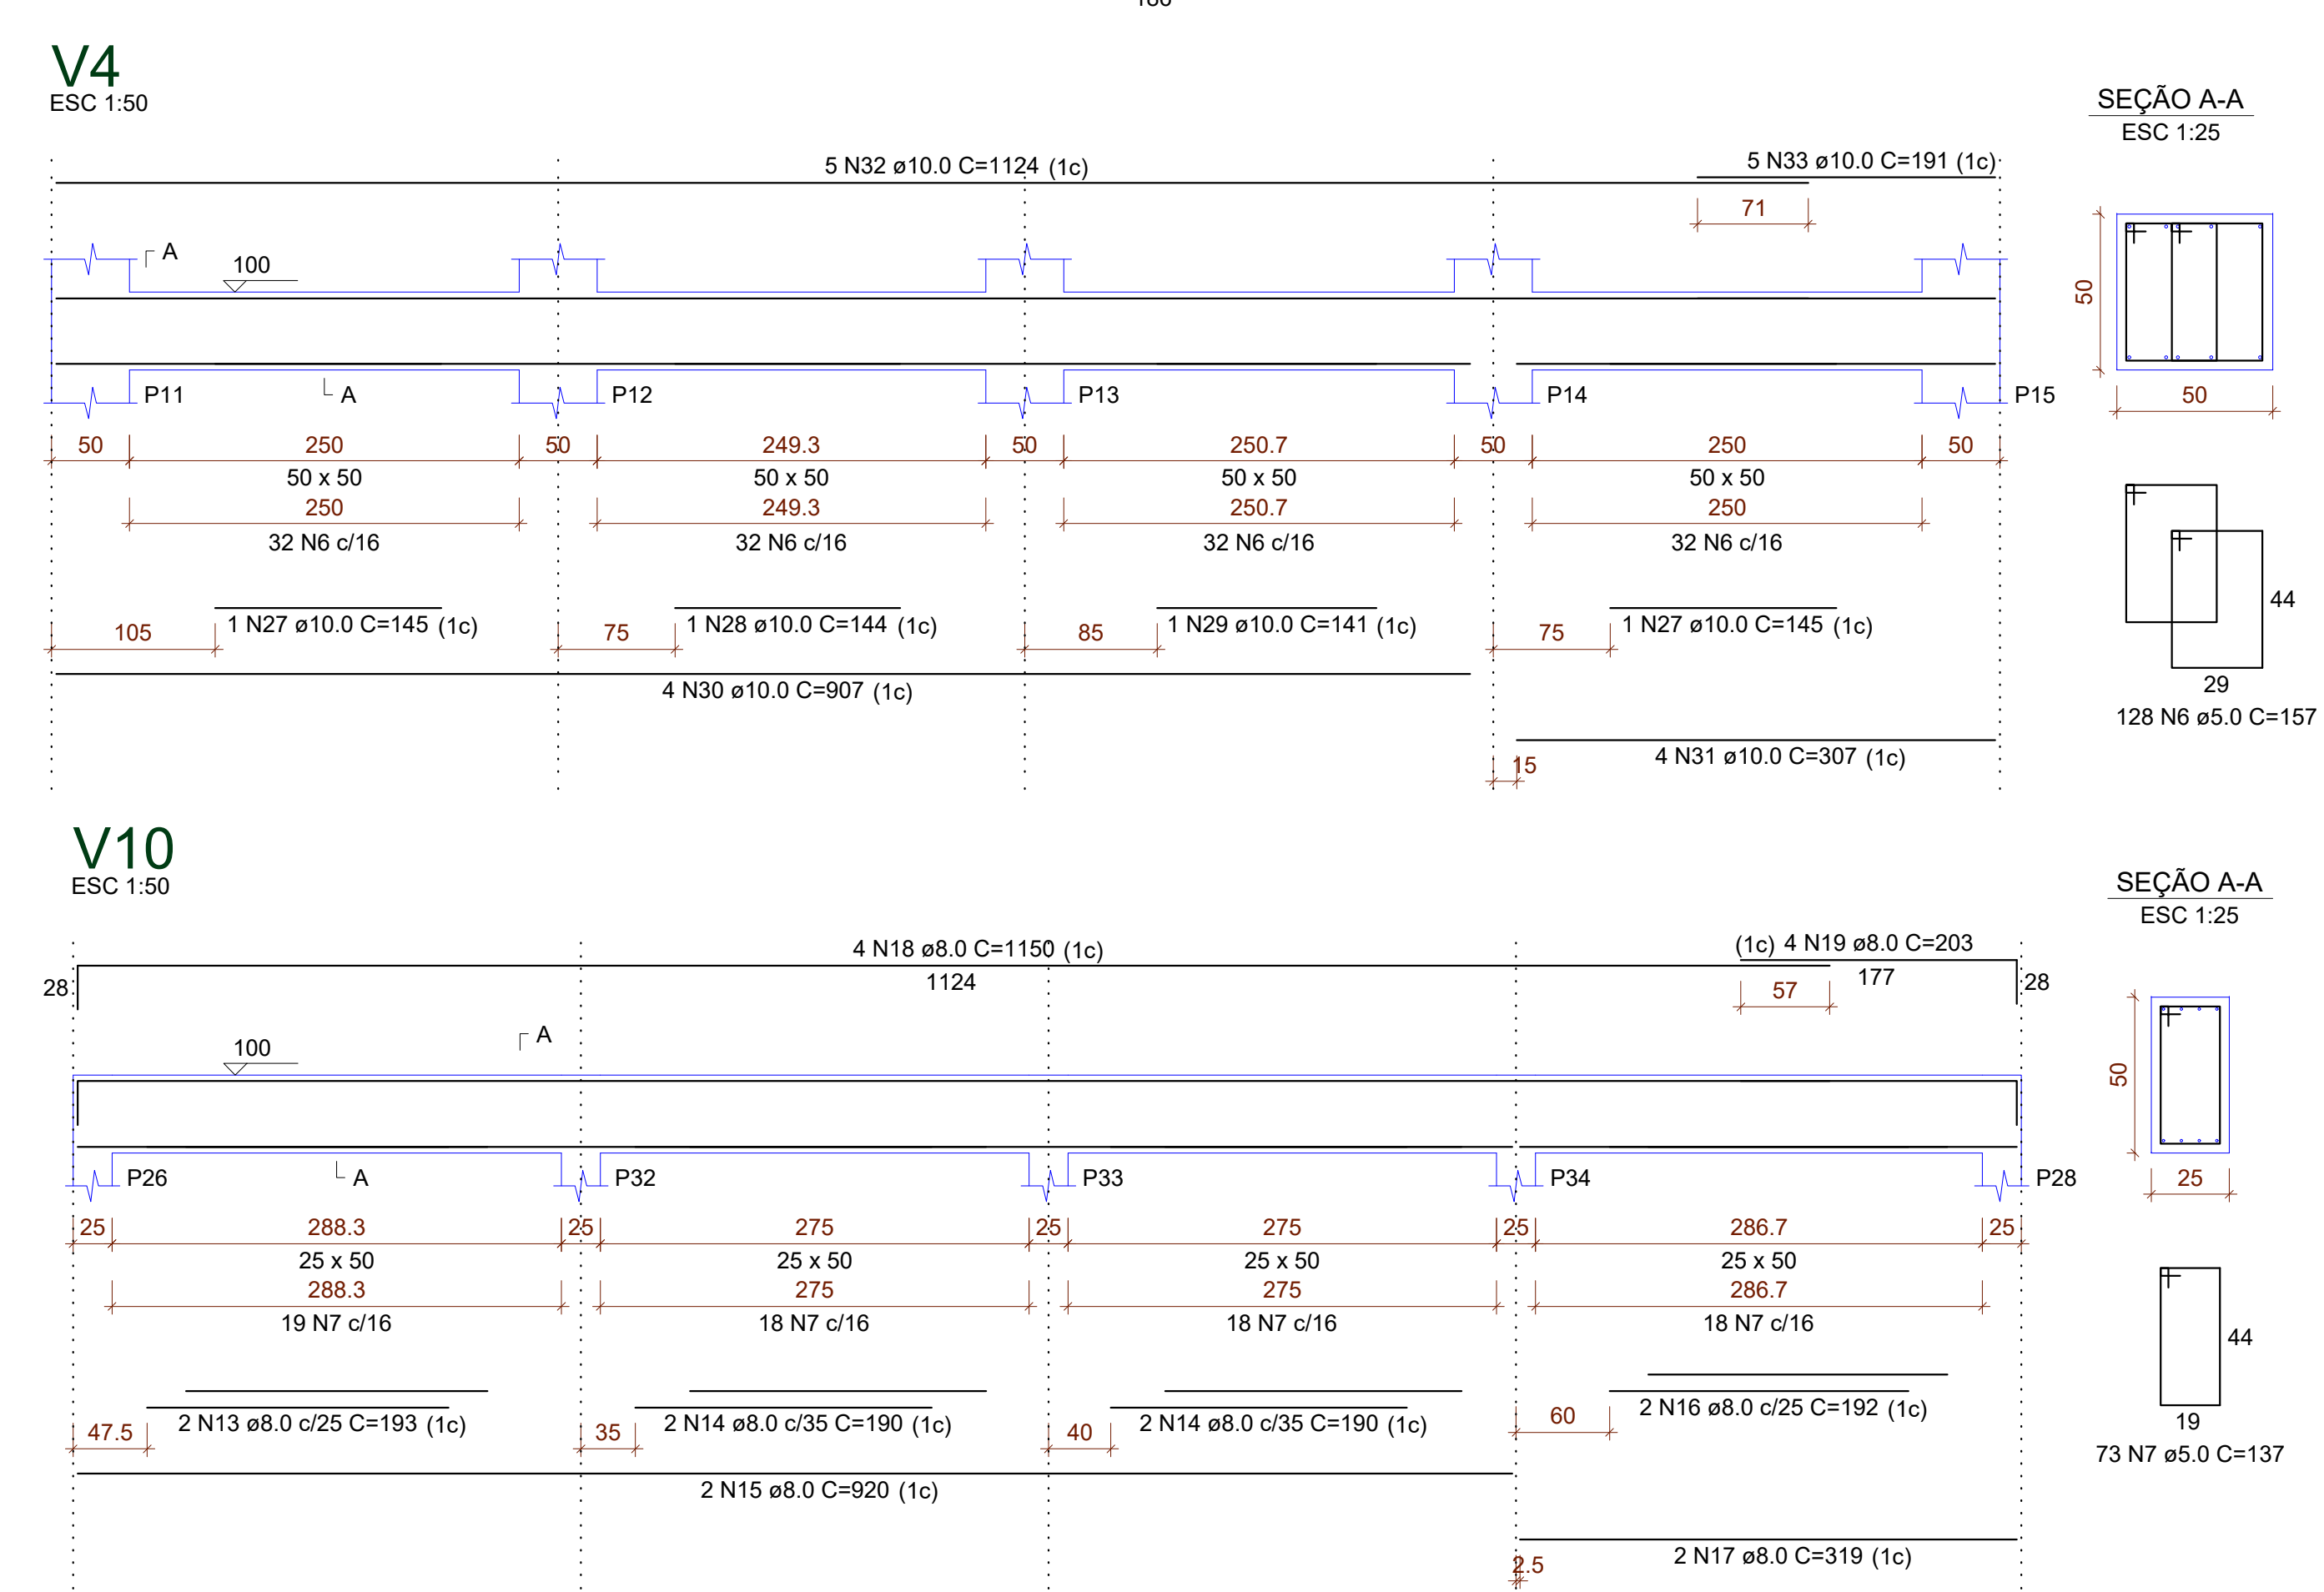 V4
ESC 1:50
SEÇÃO A-A
ESC 1:25
5 N32 ø10.0 C=1124 (1c)
5 N33 ø10.0 C=191 (1c)
71
A
100
50
50
P11
A
P12
P13
P14
P15
50 250 50 249.3 50 250.7 50 250 50
50 x 50 50 x 50 50 x 50 50 x 50
250 249.3 250.7 250
32 N6 c/16 32 N6 c/16 32 N6 c/16 32 N6 c/16
44
29
128 N6 ø5.0 C=157
105 1 N27 ø10.0 C=145 (1c)
75 1 N28 ø10.0 C=144 (1c)
85 1 N29 ø10.0 C=141 (1c)
75 1 N27 ø10.0 C=145 (1c)
4 N30 ø10.0 C=907 (1c)
15
4 N31 ø10.0 C=307 (1c)
V10
ESC 1:50
SEÇÃO A-A
ESC 1:25
4 N18 ø8.0 C=1150 (1c)
(1c) 4 N19 ø8.0 C=203
28
1124
57
177
28
A
100
50
25
P26
A
P32
P33
P34
P28
25 288.3 25 275 25 275 25 286.7 25
25 x 50 25 x 50 25 x 50 25 x 50
288.3 275 275 286.7
19 N7 c/16 18 N7 c/16 18 N7 c/16 18 N7 c/16
44
19
73 N7 ø5.0 C=137
47.5 2 N13 ø8.0 c/25 C=193 (1c)
35 2 N14 ø8.0 c/35 C=190 (1c)
40 2 N14 ø8.0 c/35 C=190 (1c)
60 2 N16 ø8.0 c/25 C=192 (1c)
2 N15 ø8.0 C=920 (1c)
2.5
2 N17 ø8.0 C=319 (1c)